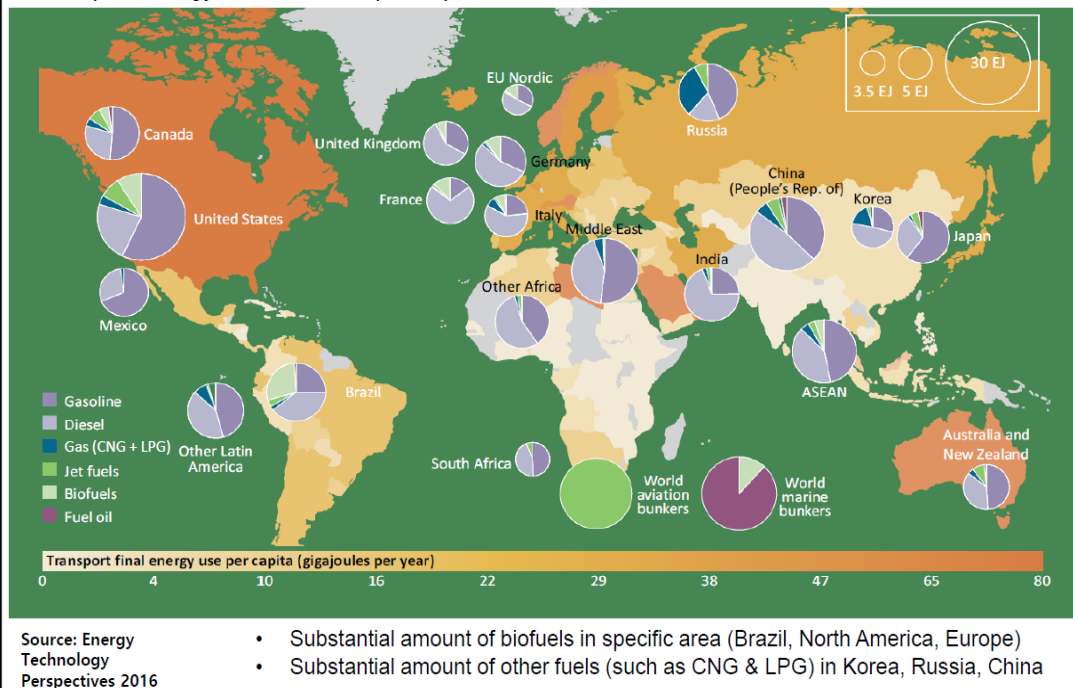 EU Nordic
30 EJ
3.5 EJ
5 EJ
Russia
Canada
United Kingdom
Germany
China
(People's Rep. of)
Korea
France
United States
Italy
Japan
Middle East
India
Other Africa
Mexico
Brazil
ASEAN
Gasoline
Diesel
Gas (CNG + LPG)
Jet fuels
Biofuels
Fuel oil
Other Latin
America
South Africa
World
aviation
bunkers
World
marine
bunkers
Australia and
New Zealand
Transport final energy use per capita (gigajoules per year)
0 4 10 16 22 29 38 47 65 80
Source: Energy
Technology
Perspectives 2016
• Substantial amount of biofuels in specific area (Brazil, North America, Europe)
• Substantial amount of other fuels (such as CNG & LPG) in Korea, Russia, China